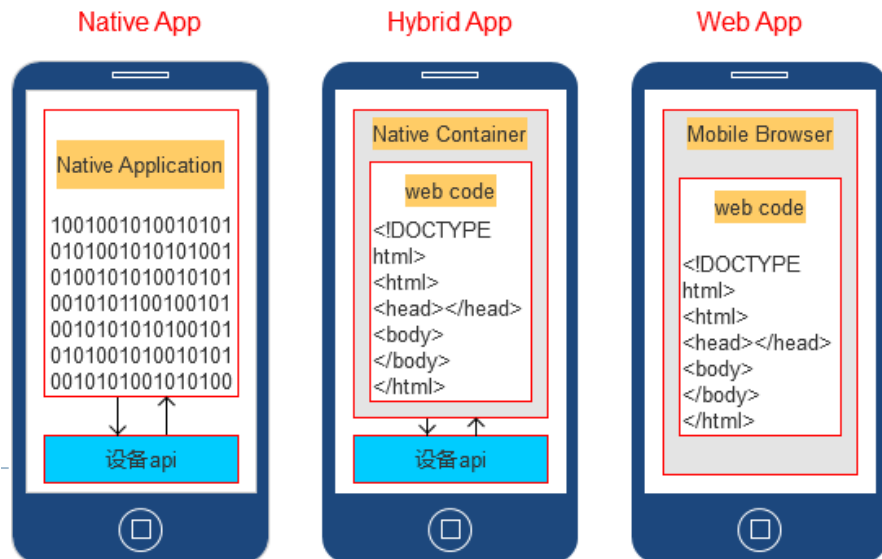 Native App
Native Application
1001001010010101
0101001010101001
0100101010010101
0010101100100101
0010101010100101
0101001010010101
0010101001010100
设备api
Hybrid App
Native Container
web code
<!DOCTYPE
html>
<html>
<head></head>
<body>
</body>
</html>
设备api
Web App
Mobile Browser
web code
<!DOCTYPE
html>
<html>
<head></head>
<body>
</body>
</html>